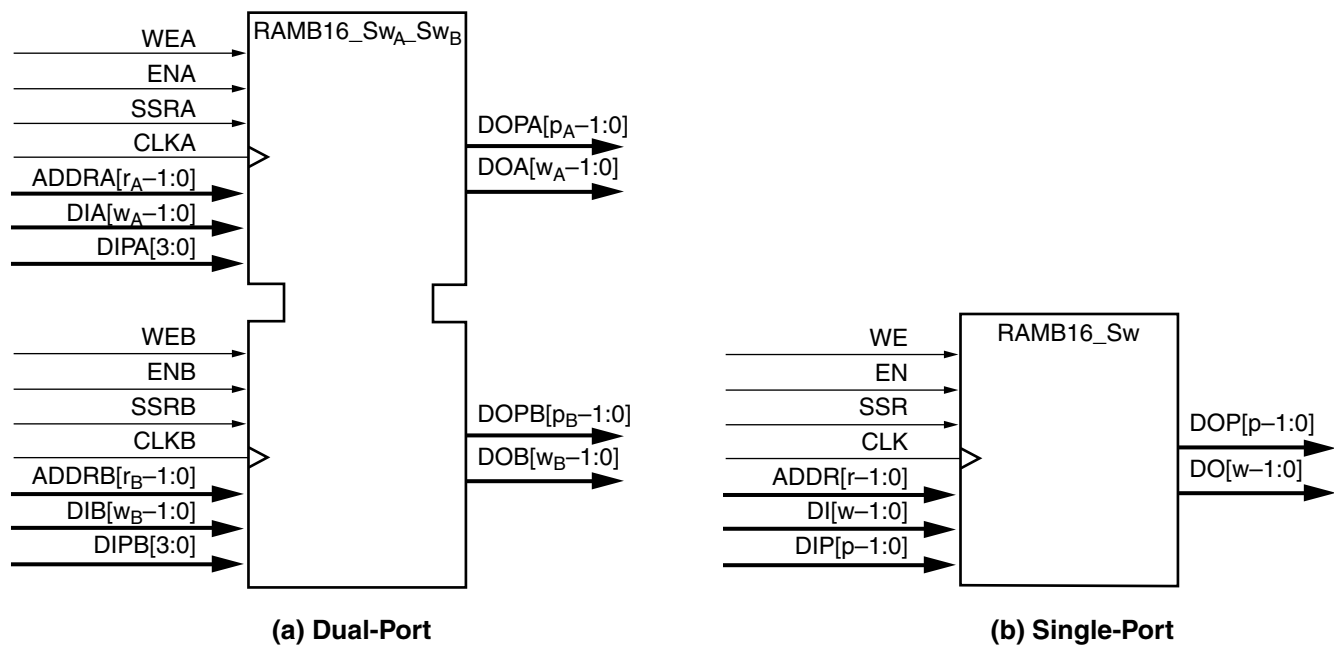 RAMB16_SwA_SwB
WEA
ENA
SSRA
CLKA
ADDRA[rA–1:0]
DIA[wA–1:0]
DIPA[3:0]
DOPA[pA–1:0]
DOA[wA–1:0]
WEB
ENB
SSRB
CLKB
ADDRB[rB–1:0]
DIB[wB–1:0]
DIPB[3:0]
DOPB[pB–1:0]
DOB[wB–1:0]
(a) Dual-Port
RAMB16_Sw
WE
EN
SSR
CLK
ADDR[r–1:0]
DI[w–1:0]
DIP[p–1:0]
DOP[p–1:0]
DO[w–1:0]
(b) Single-Port